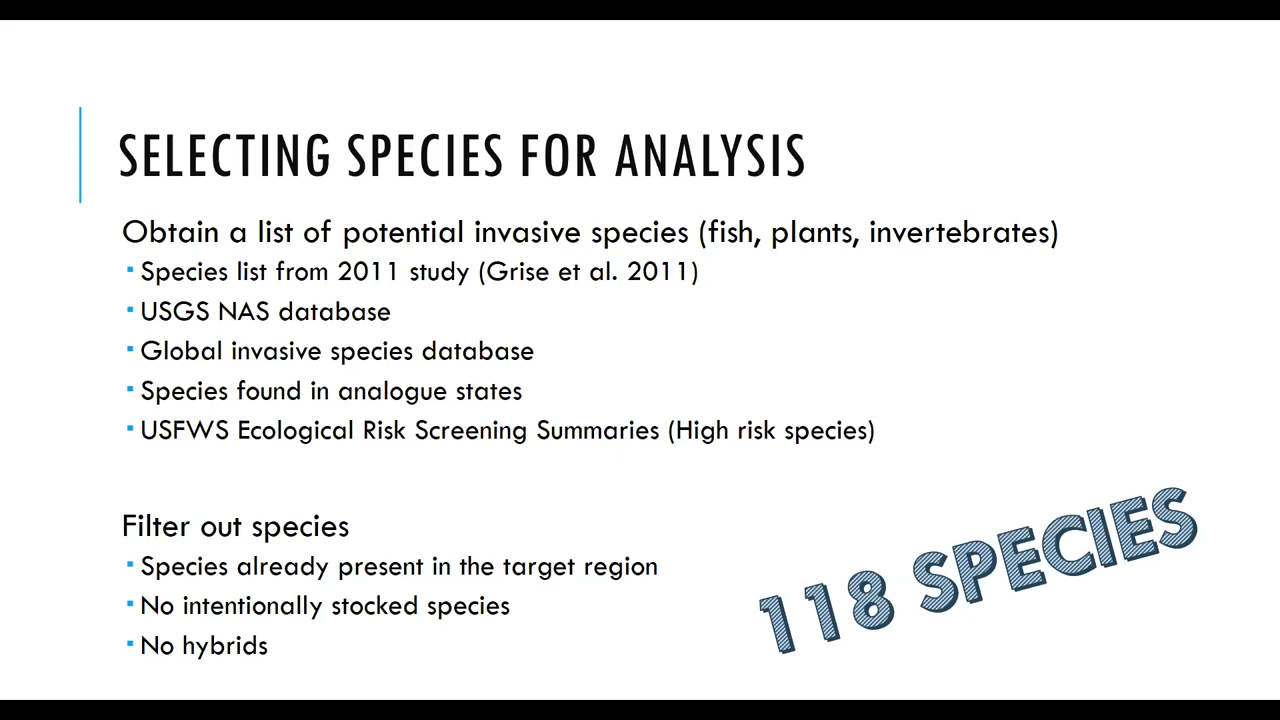 SELECTING SPECIES FOR ANALYSIS
Obtain a list of potential invasive species (fish, plants, invertebrates)
▪ Species list from 2011 study (Grise et al. 2011)
▪ USGS NAS database
▪ Global invasive species database
▪ Species found in analogue states
▪ USFWS Ecological Risk Screening Summaries (High risk species)
Filter out species
▪ Species already present in the target region
▪ No intentionally stocked species
▪ No hybrids
118 SPECIES